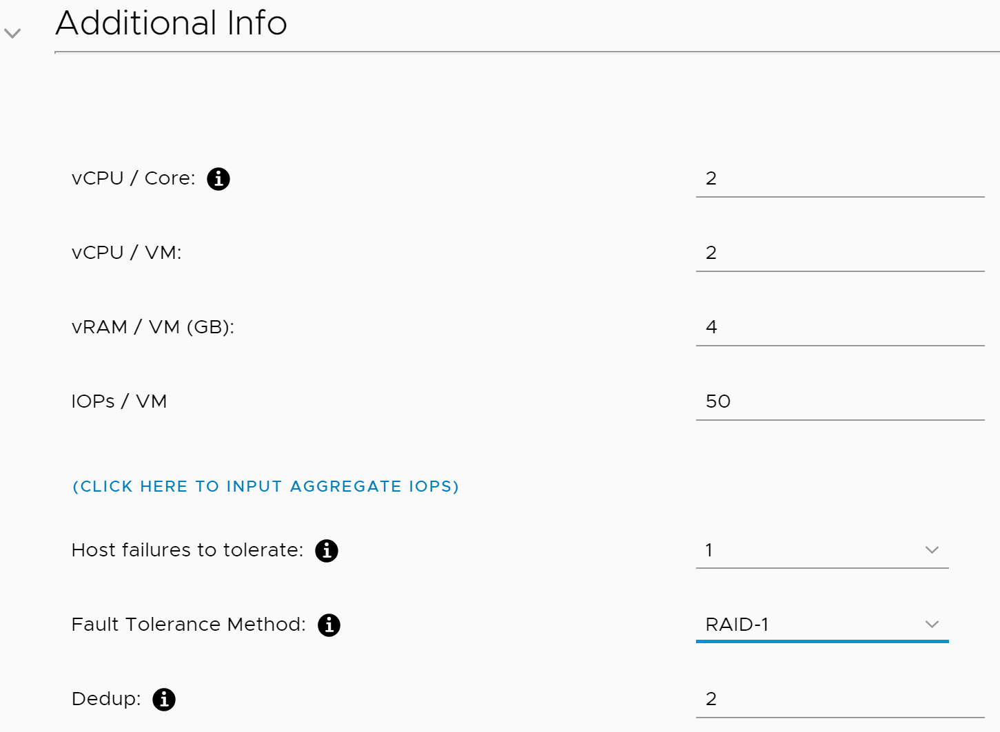 Additional Info
vCPU / Core: 2
vCPU / VM: 2
vRAM / VM (GB): 4
IOPs / VM 50
(CLICK HERE TO INPUT AGGREGATE IOPS)
Host failures to tolerate: 1
Fault Tolerance Method: RAID-1
Dedup: 2